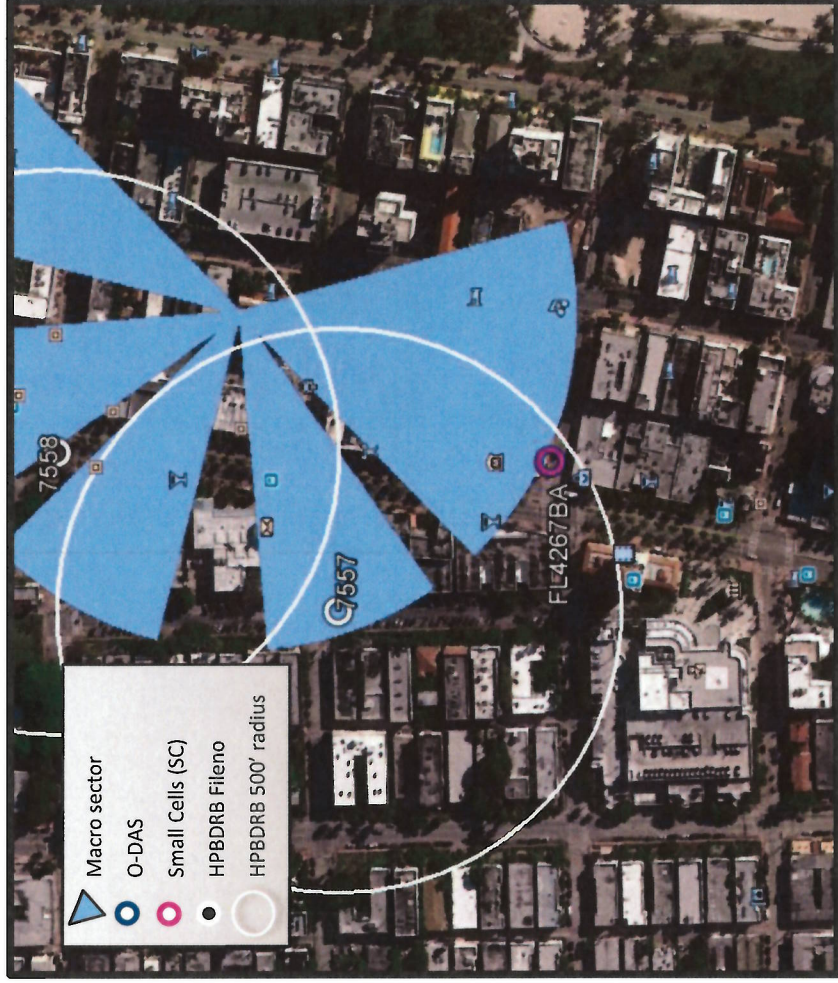 Macro sector
O-DAS
Small Cells (SC)
HPBDRB Fileno
HPBDRB 500' radius
7558
7557
FL4267BA